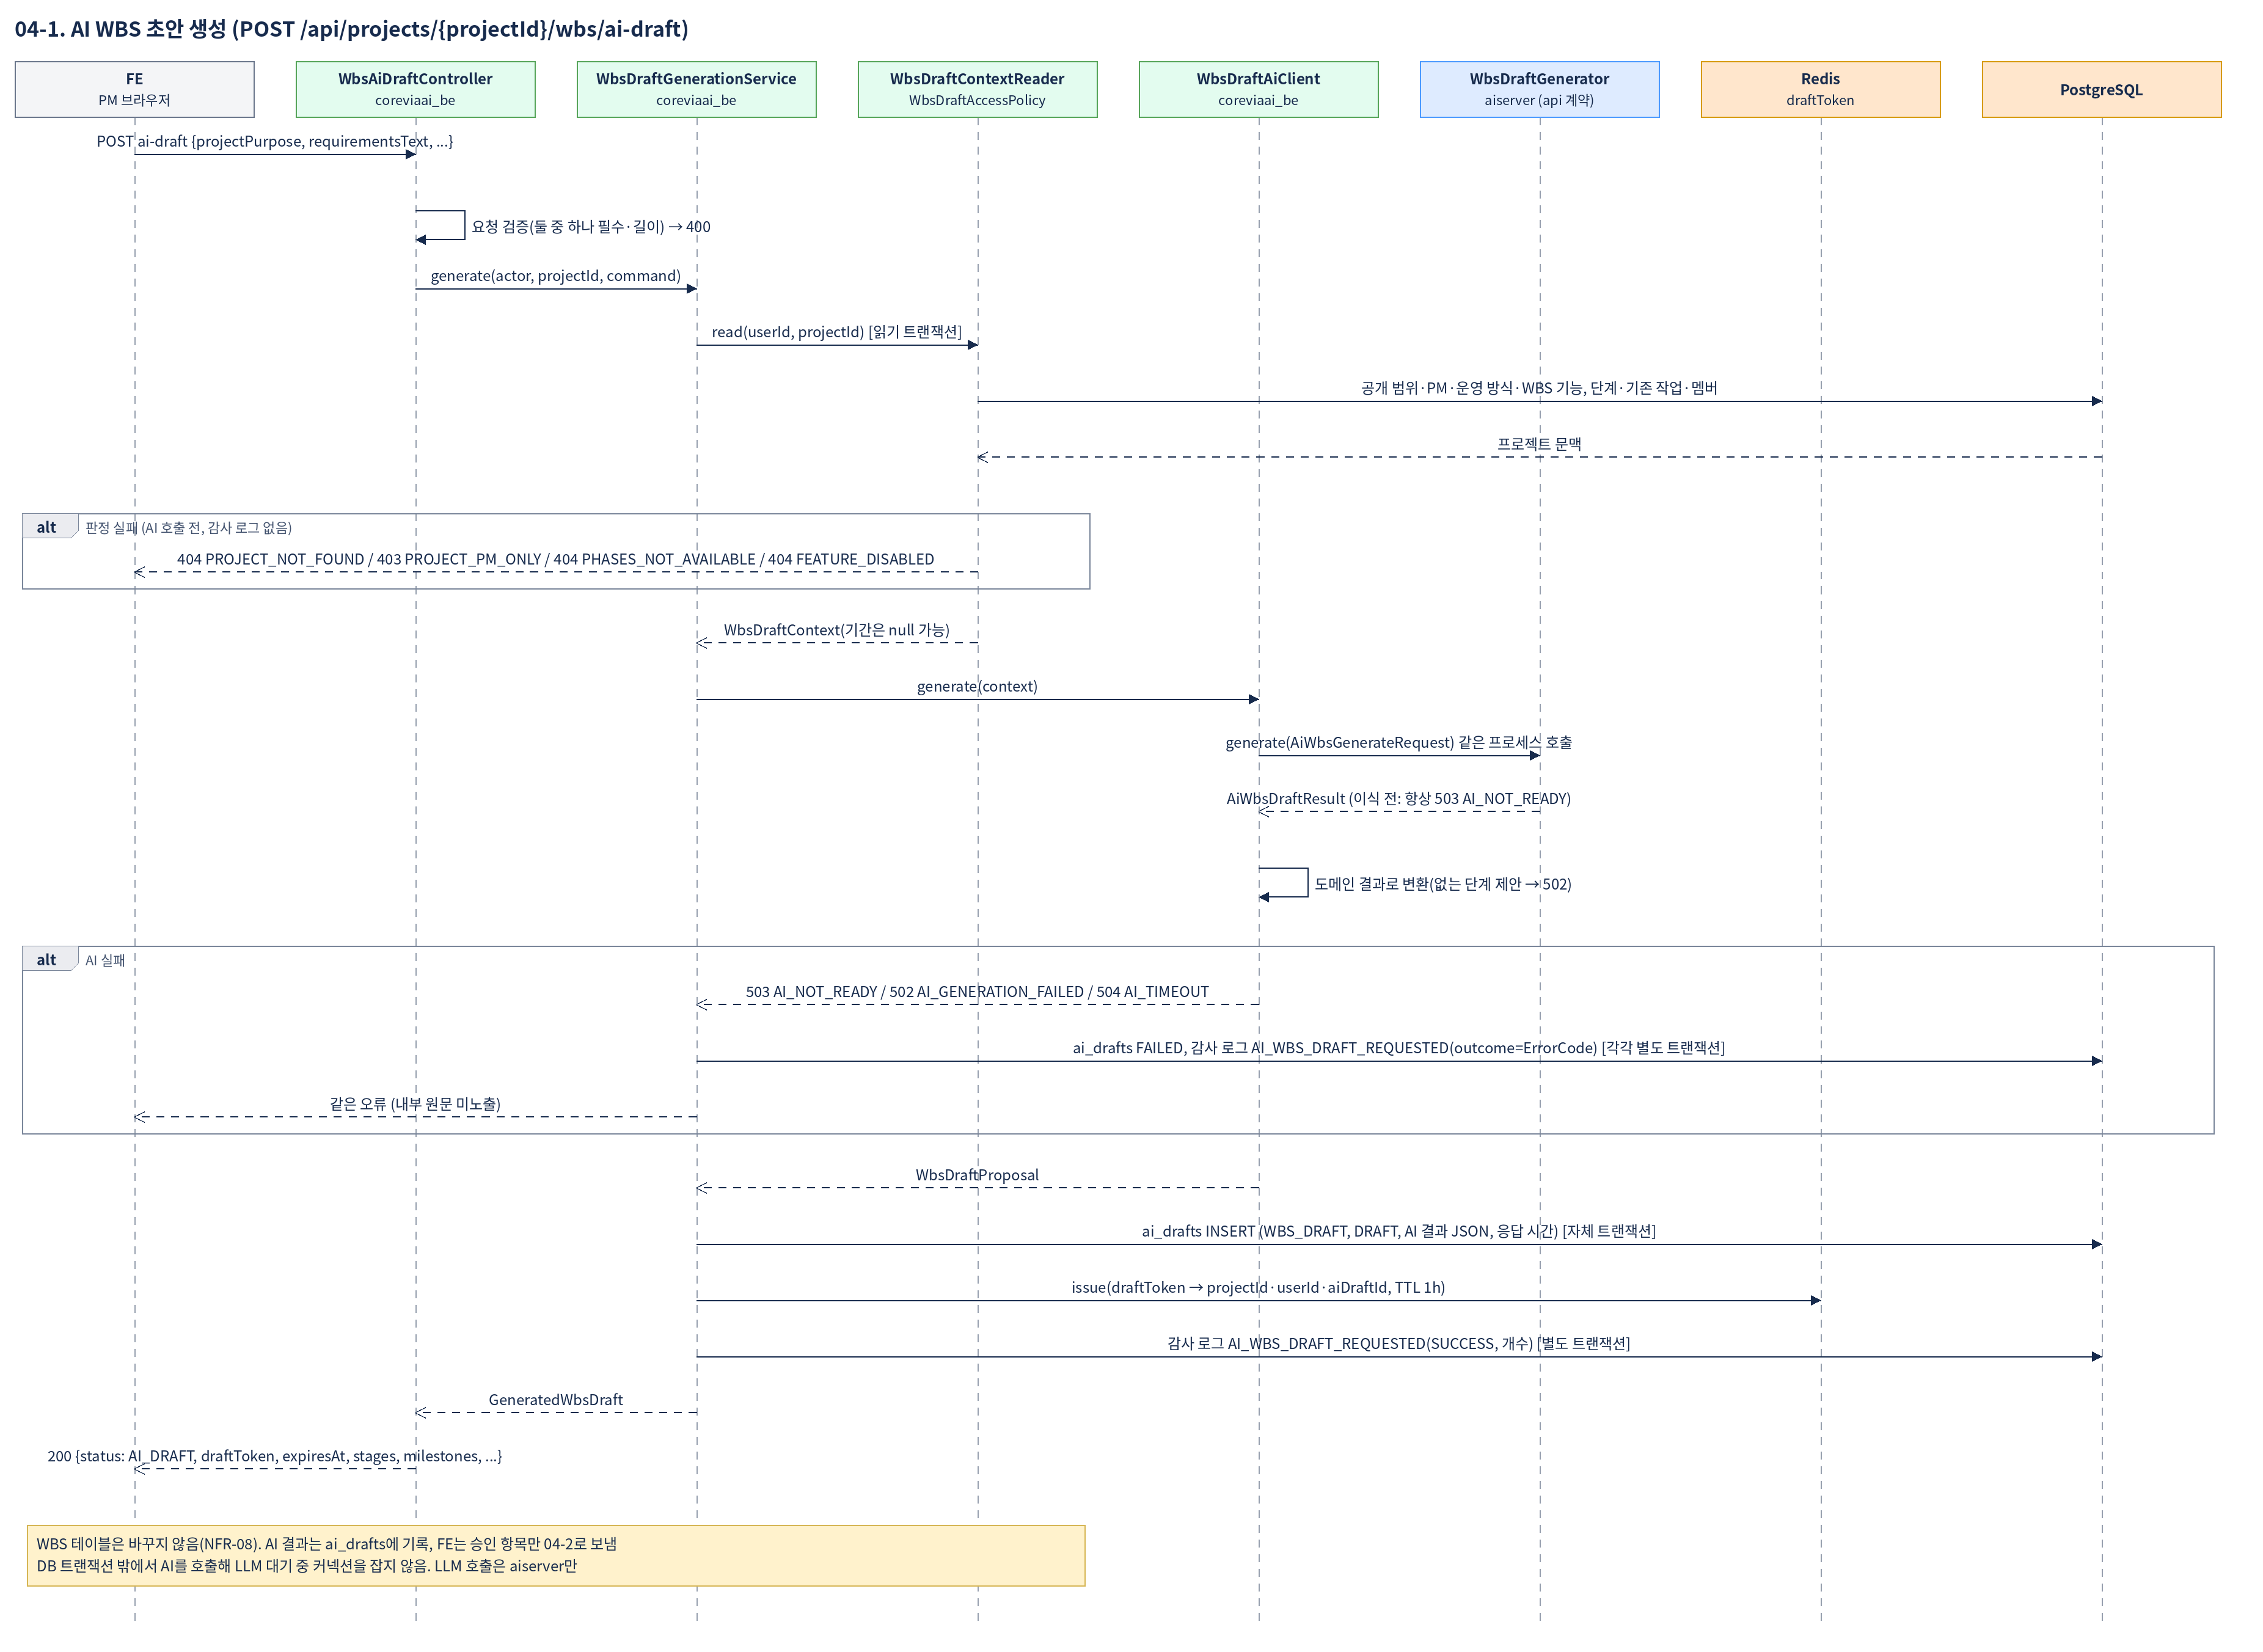 04-1. AI WBS 초안 생성 (POST /api/projects/{projectId}/wbs/ai-draft)
FE
PM 브라우저
WbsAiDraftController
coreviaai_be
WbsDraftGenerationService
coreviaai_be
WbsDraftContextReader
WbsDraftAccessPolicy
WbsDraftAiClient
coreviaai_be
WbsDraftGenerator
aiserver (api 계약)
Redis
draftToken
PostgreSQL
POST ai-draft {projectPurpose, requirementsText, ...}
요청 검증(둘 중 하나 필수·길이) → 400
generate(actor, projectId, command)
read(userId, projectId) [읽기 트랜잭션]
공개 범위·PM·운영 방식·WBS 기능, 단계·기존 작업·멤버
프로젝트 문맥
alt 판정 실패 (AI 호출 전, 감사 로그 없음)
404 PROJECT_NOT_FOUND / 403 PROJECT_PM_ONLY / 404 PHASES_NOT_AVAILABLE / 404 FEATURE_DISABLED
WbsDraftContext(기간은 null 가능)
generate(context)
generate(AiWbsGenerateRequest) 같은 프로세스 호출
AiWbsDraftResult (이식 전: 항상 503 AI_NOT_READY)
도메인 결과로 변환(없는 단계 제안 → 502)
alt AI 실패
503 AI_NOT_READY / 502 AI_GENERATION_FAILED / 504 AI_TIMEOUT
ai_drafts FAILED, 감사 로그 AI_WBS_DRAFT_REQUESTED(outcome=ErrorCode) [각각 별도 트랜잭션]
같은 오류 (내부 원문 미노출)
WbsDraftProposal
ai_drafts INSERT (WBS_DRAFT, DRAFT, AI 결과 JSON, 응답 시간) [자체 트랜잭션]
issue(draftToken → projectId·userId·aiDraftId, TTL 1h)
감사 로그 AI_WBS_DRAFT_REQUESTED(SUCCESS, 개수) [별도 트랜잭션]
GeneratedWbsDraft
200 {status: AI_DRAFT, draftToken, expiresAt, stages, milestones, ...}
WBS 테이블은 바꾸지 않음(NFR-08). AI 결과는 ai_drafts에 기록, FE는 승인 항목만 04-2로 보냄
DB 트랜잭션 밖에서 AI를 호출해 LLM 대기 중 커넥션을 잡지 않음. LLM 호출은 aiserver만